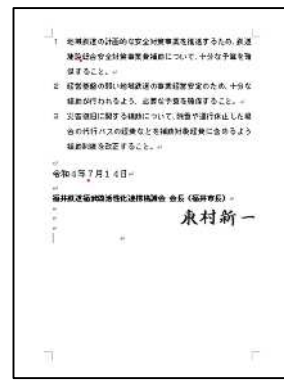 1 地域鉄道の計画的な安全対策事業を推進するため、鉄道
施設総合安全対策事業費補助について、十分な予算を確
保すること。
2 経営基盤の弱い地域鉄道の事業経営安定のため、十分な
補助が行われるよう、必要な予算を確保すること。
3 災害復旧に関する補助について、被害や運行休止した場
合の代行バスの経費などを補助対象経費に含めるよう
補助制度を改正すること。
令和4年7月14日
福井鉄道福武線活性化連携協議会 会長（福井市長）
東村新一